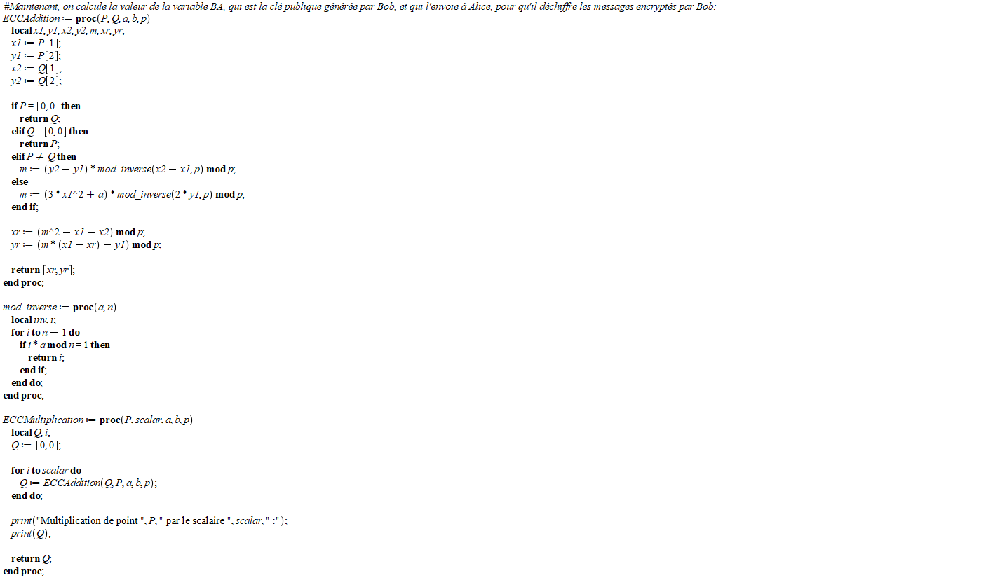 #Maintenant, on calcule la valeur de la variable BA, qui est la clé publique générée par Bob, et qui l'envoie à Alice, pour qu'il déchiffre les messages encryptés par Bob:
ECCAddition := proc(P, Q, a, b, p)
local x1, y1, x2, y2, m, xr, yr;
x1 := P[1];
y1 := P[2];
x2 := Q[1];
y2 := Q[2];
if P = [0, 0] then
return Q;
elif Q = [0, 0] then
return P;
elif P ≠ Q then
m := (y2 − y1) * mod_inverse(x2 − x1, p) mod p;
else
m := (3 * x1^2 + a) * mod_inverse(2 * y1, p) mod p;
end if;
xr := (m^2 − x1 − x2) mod p;
yr := (m * (x1 − xr) − y1) mod p;
return [xr, yr];
end proc;
mod_inverse := proc(a, n)
local inv, i;
for i to n − 1 do
if i * a mod n = 1 then
return i;
end if;
end do;
end proc;
ECCMultiplication := proc(P, scalar, a, b, p)
local Q, i;
Q := [0, 0];
for i to scalar do
Q := ECCAddition(Q, P, a, b, p);
end do;
print("Multiplication de point ", P, " par le scalaire ", scalar, " :");
print(Q);
return Q;
end proc;